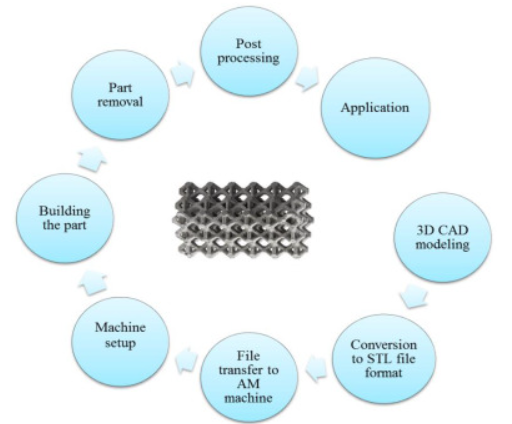 Post
processing
Application
3D CAD
modeling
Conversion
to STL file
format
File
transfer to
AM
machine
Machine
setup
Building
the part
Part
removal